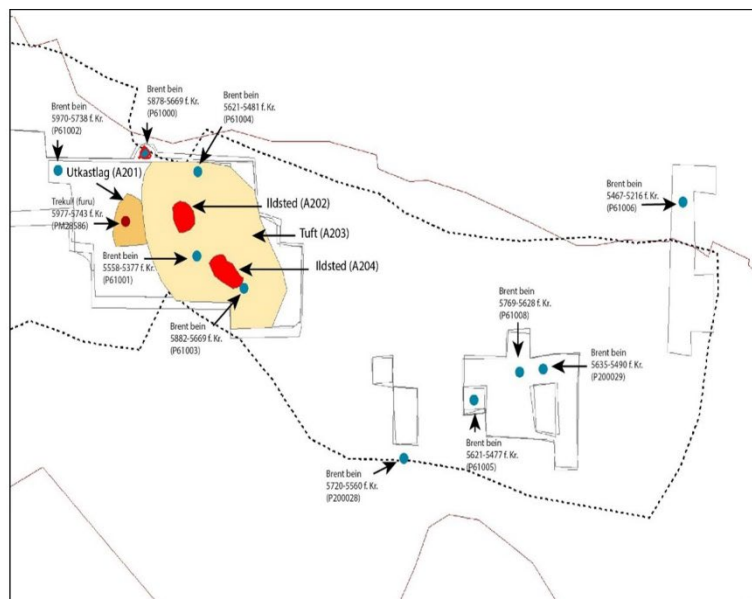 Brent bein
5878-5669 f. Kr.
(P61000)
Brent bein
5621-5481 f. Kr.
(P61004)
Brent bein
5970-5738 f. Kr.
(P61002)
Utkastlag (A201)
Trekull (furu)
5977-5743 f. Kr.
(PM28586)
Ildsted (A202)
Tuft (A203)
Ildsted (A204)
Brent bein
5558-5377 f. Kr.
(P61001)
Brent bein
5882-5669 f. Kr.
(P61003)
Brent bein
5467-5216 f. Kr.
(P61006)
Brent bein
5769-5628 f. Kr.
(P61008)
Brent bein
5635-5490 f. Kr.
(P200029)
Brent bein
5621-5477 f. Kr.
(P61005)
Brent bein
5720-5560 f. Kr.
(P200028)